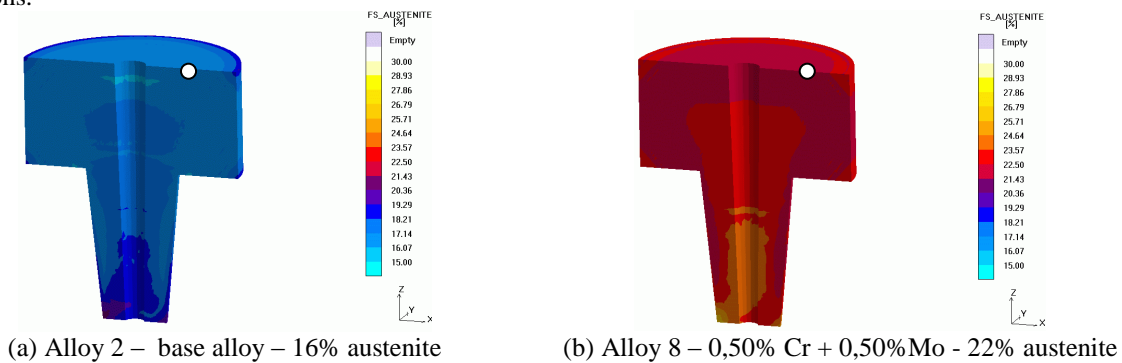 ons.
FS_AUSTENITE
[%]
Empty
30.00
28.93
27.86
26.79
25.71
24.64
23.57
22.50
21.43
20.36
19.29
18.21
17.14
16.07
15.00
Z
Y
X
(a) Alloy 2 – base alloy – 16% austenite
FS_AUSTENITE
[%]
Empty
30.00
28.93
27.86
26.79
25.71
24.64
23.57
22.50
21.43
20.36
19.29
18.21
17.14
16.07
15.00
Z
Y
X
(b) Alloy 8 – 0,50% Cr + 0,50%Mo - 22% austenite